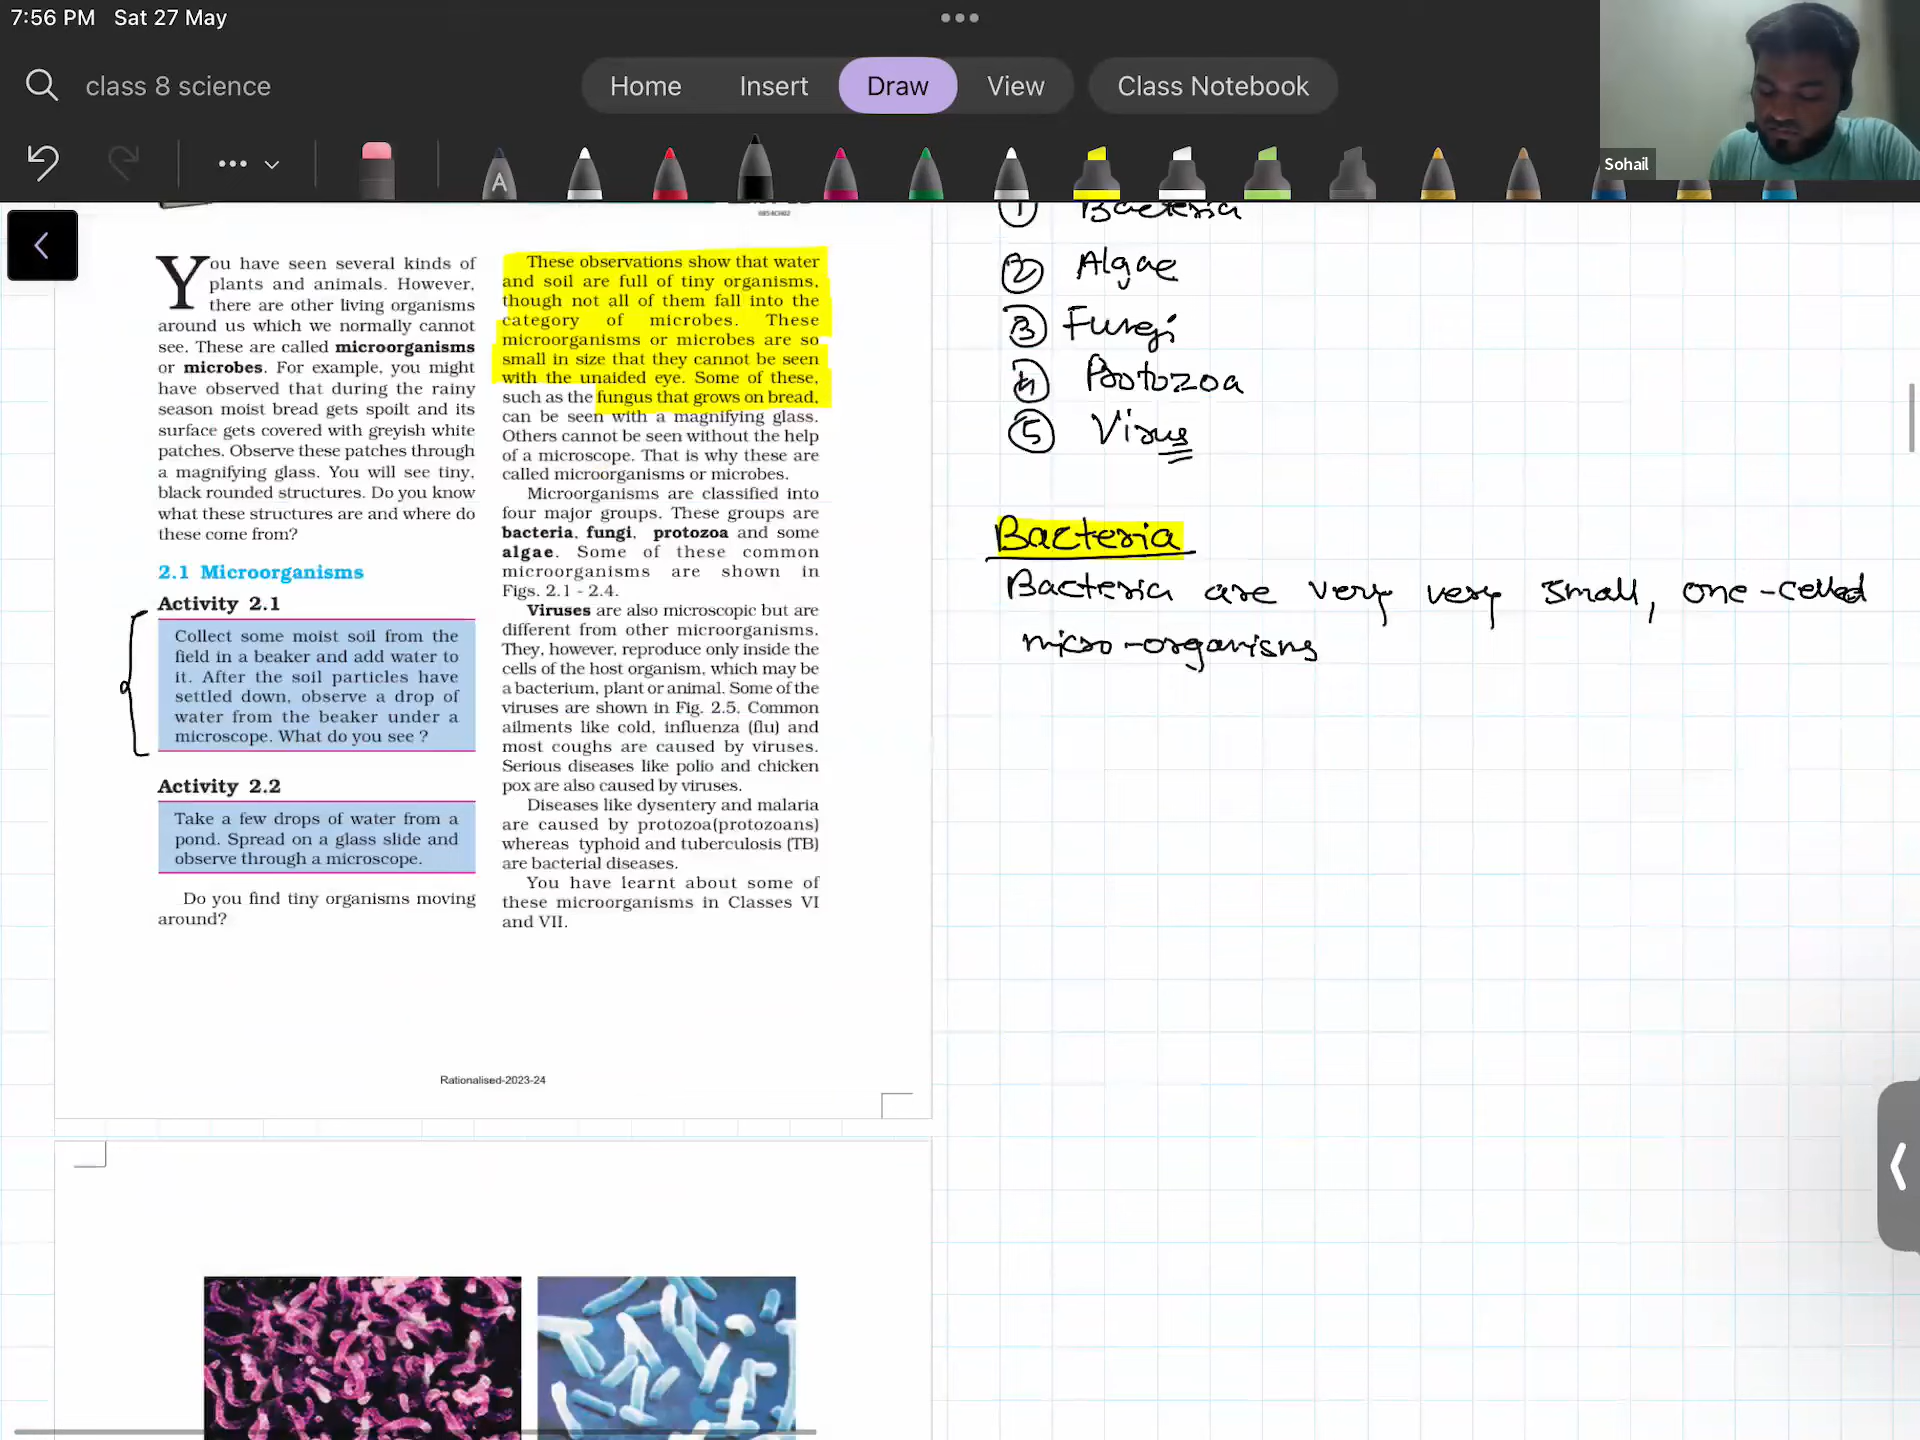 7:56 PM Sat 27 May
class 8 science
Home Insert Draw View Class Notebook
A
Sohail
You have seen several kinds of
plants and animals. However,
there are other living organisms
around us which we normally cannot
see. These are called microorganisms
or microbes. For example, you might
have observed that during the rainy
season moist bread gets spoilt and its
surface gets covered with greyish white
patches. Observe these patches through
a magnifying glass. You will see tiny,
black rounded structures. Do you know
what these structures are and where do
these come from?
2.1 Microorganisms
Activity 2.1
Collect some moist soil from the
field in a beaker and add water to
it. After the soil particles have
settled down, observe a drop of
water from the beaker under a
microscope. What do you see ?
Activity 2.2
Take a few drops of water from a
pond. Spread on a glass slide and
observe through a microscope.
Do you find tiny organisms moving
around?
These observations show that water
and soil are full of tiny organisms,
though not all of them fall into the
category of microbes. These
microorganisms or microbes are so
small in size that they cannot be seen
with the unaided eye. Some of these,
such as the fungus that grows on bread,
can be seen with a magnifying glass.
Others cannot be seen without the help
of a microscope. That is why these are
called microorganisms or microbes.
Microorganisms are classified into
four major groups. These groups are
bacteria, fungi, protozoa and some
algae. Some of these common
microorganisms are shown in
Figs. 2.1 - 2.4.
Viruses are also microscopic but are
different from other microorganisms.
They, however, reproduce only inside the
cells of the host organism, which may be
a bacterium, plant or animal. Some of the
viruses are shown in Fig. 2.5. Common
ailments like cold, influenza (flu) and
most coughs are caused by viruses.
Serious diseases like polio and chicken
pox are also caused by viruses.
Diseases like dysentery and malaria
are caused by protozoa(protozoans)
whereas typhoid and tuberculosis (TB)
are bacterial diseases.
You have learnt about some of
these microorganisms in Classes VI
and VII.
Rationalised-2023-24
1 Bacteria
2 Algae
3 Fungi
4 Protozoa
5 Virus
Bacteria
Bacteria are very very small, one-celled
micro-organisms